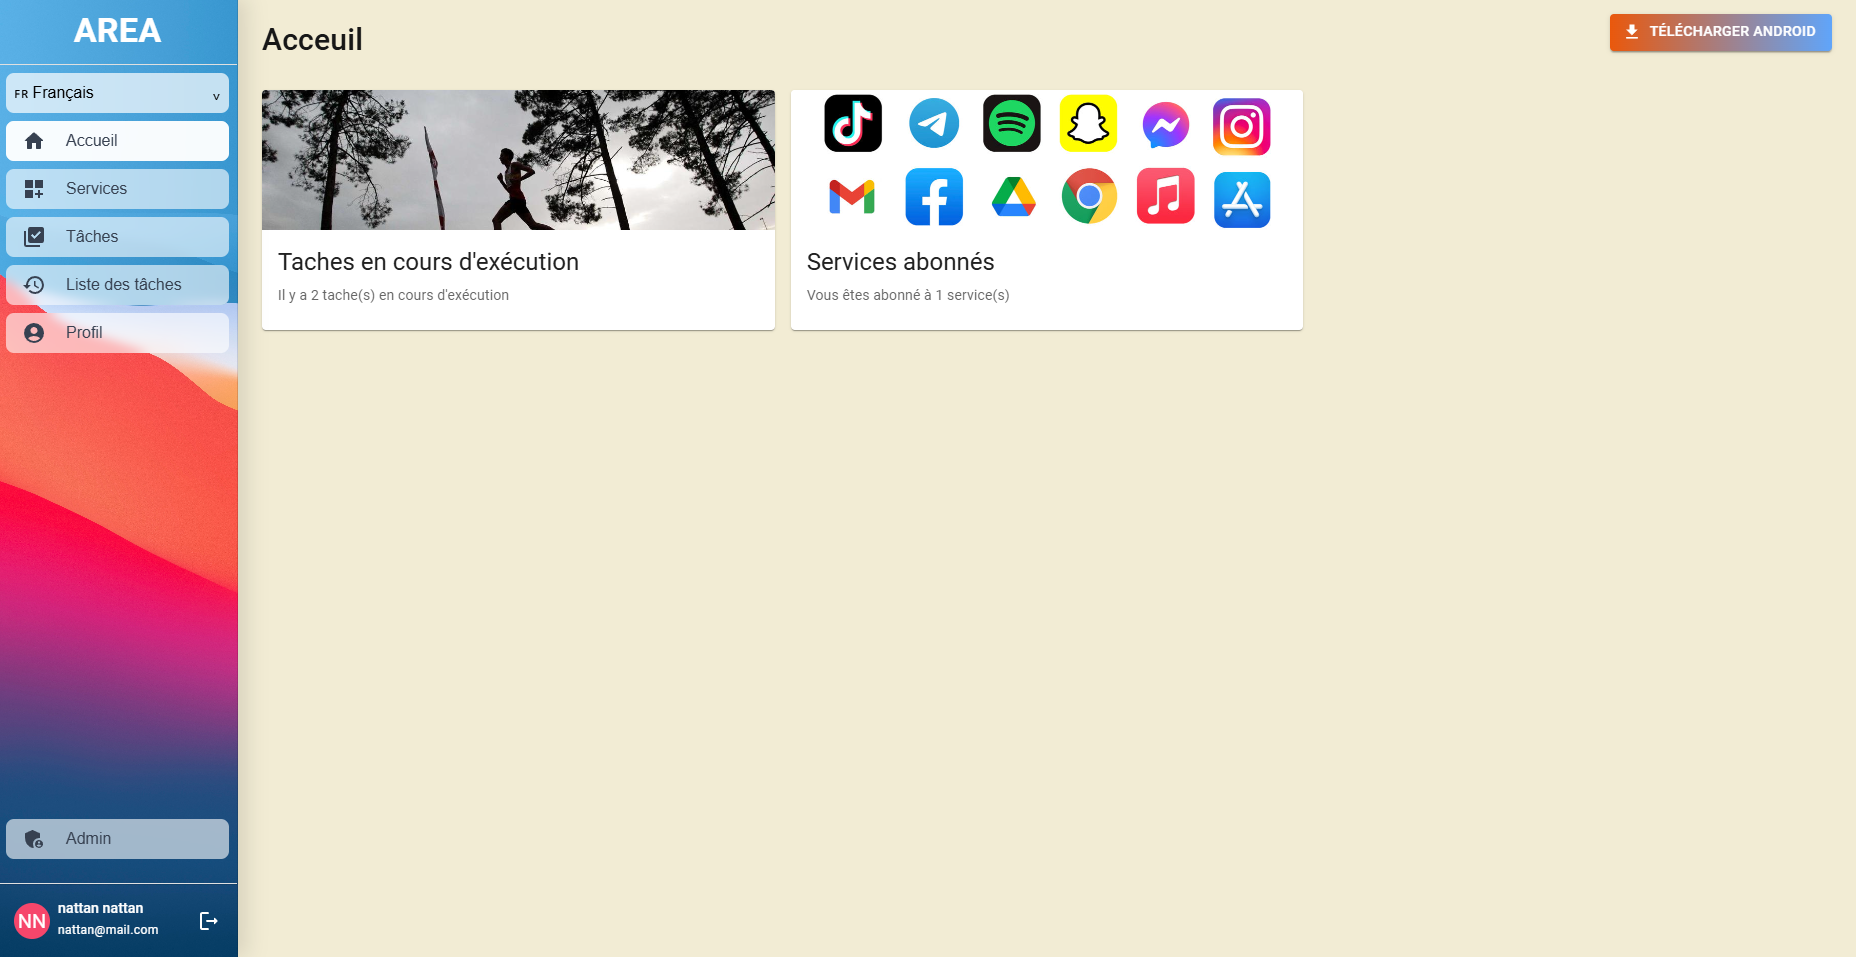 AREA
FR Français
Accueil
Services
Tâches
Liste des tâches
Profil
Admin
NN
nattan nattan
nattan@mail.com
Acceuil
TÉLÉCHARGER ANDROID
Taches en cours d'exécution
Il y a 2 tache(s) en cours d'exécution
Services abonnés
Vous êtes abonné à 1 service(s)